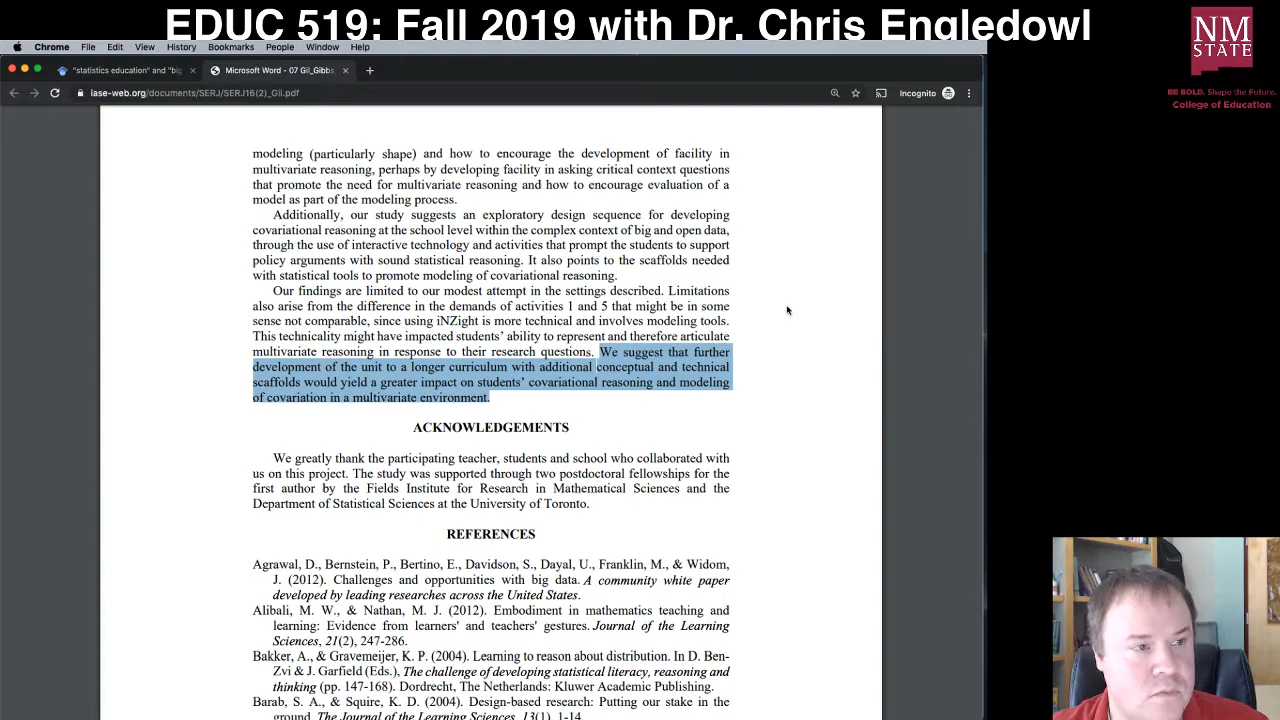 EDUC 519: Fall 2019 with Dr. Chris Engledowl
NM
STATE
BE BOLD. Shape the Future.
College of Education
Chrome File Edit View History Bookmarks People Window Help
"statistics education" and "big
Microsoft Word - 07 Gil_Gibbs
iase-web.org/documents/SERJ/SERJ16(2)_Gil.pdf
Incognito
modeling (particularly shape) and how to encourage the development of facility in
multivariate reasoning, perhaps by developing facility in asking critical context questions
that promote the need for multivariate reasoning and how to encourage evaluation of a
model as part of the modeling process.
Additionally, our study suggests an exploratory design sequence for developing
covariational reasoning at the school level within the complex context of big and open data,
through the use of interactive technology and activities that prompt the students to support
policy arguments with sound statistical reasoning. It also points to the scaffolds needed
with statistical tools to promote modeling of covariational reasoning.
Our findings are limited to our modest attempt in the settings described. Limitations
also arise from the difference in the demands of activities 1 and 5 that might be in some
sense not comparable, since using iNZight is more technical and involves modeling tools.
This technicality might have impacted students' ability to represent and therefore articulate
multivariate reasoning in response to their research questions. We suggest that further
development of the unit to a longer curriculum with additional conceptual and technical
scaffolds would yield a greater impact on students' covariational reasoning and modeling
of covariation in a multivariate environment.
ACKNOWLEDGEMENTS
We greatly thank the participating teacher, students and school who collaborated with
us on this project. The study was supported through two postdoctoral fellowships for the
first author by the Fields Institute for Research in Mathematical Sciences and the
Department of Statistical Sciences at the University of Toronto.
REFERENCES
Agrawal, D., Bernstein, P., Bertino, E., Davidson, S., Dayal, U., Franklin, M., & Widom,
J. (2012). Challenges and opportunities with big data. A community white paper
developed by leading researches across the United States.
Alibali, M. W., & Nathan, M. J. (2012). Embodiment in mathematics teaching and
learning: Evidence from learners' and teachers' gestures. Journal of the Learning
Sciences, 21(2), 247-286.
Bakker, A., & Gravemeijer, K. P. (2004). Learning to reason about distribution. In D. Ben-
Zvi & J. Garfield (Eds.), The challenge of developing statistical literacy, reasoning and
thinking (pp. 147-168). Dordrecht, The Netherlands: Kluwer Academic Publishing.
Barab, S. A., & Squire, K. D. (2004). Design-based research: Putting our stake in the
ground. The Journal of the Learning Sciences, 13(1), 1-14.